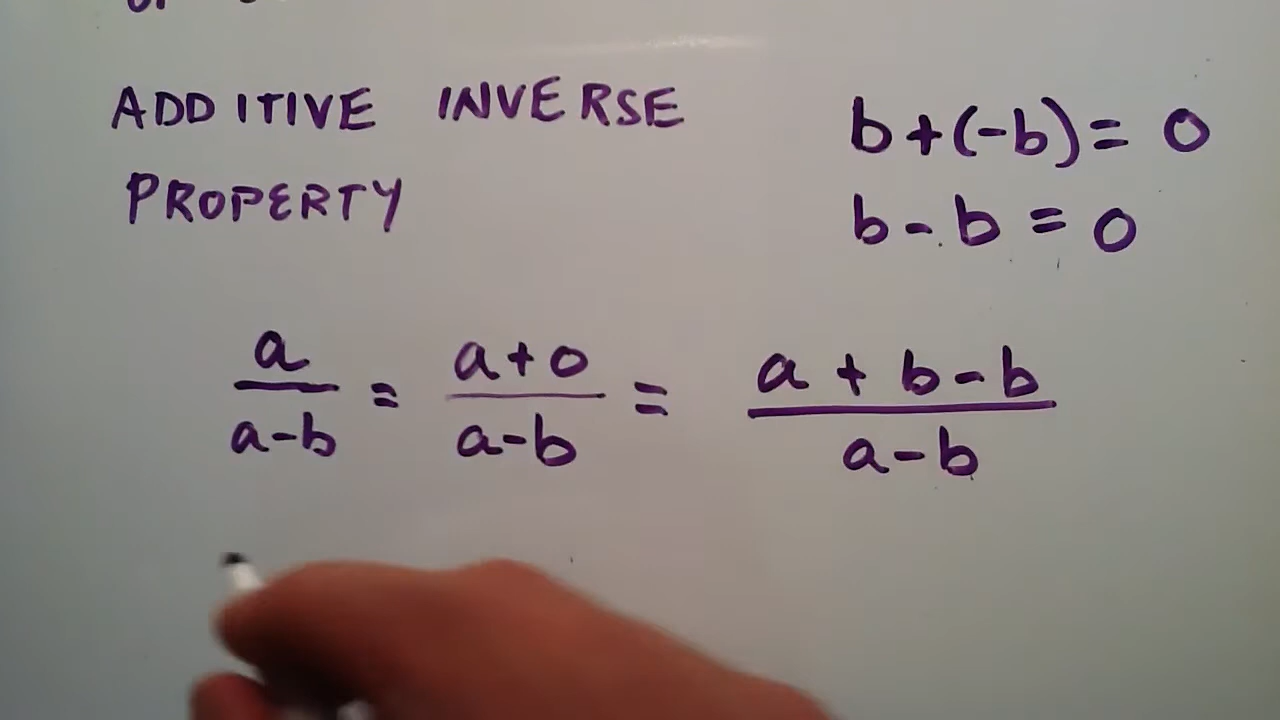 ADDITIVE INVERSE
PROPERTY
b+(-b)= 0
b - b = 0
a/(a-b) = (a+0)/(a-b) = (a + b - b)/(a - b)